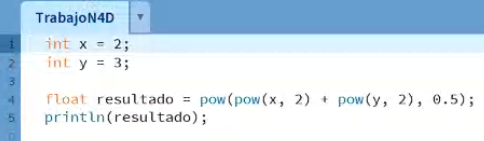 TrabajoN4D ▼
1 int x = 2;
2 int y = 3;
3
4 float resultado = pow(pow(x, 2) + pow(y, 2), 0.5);
5 println(resultado);